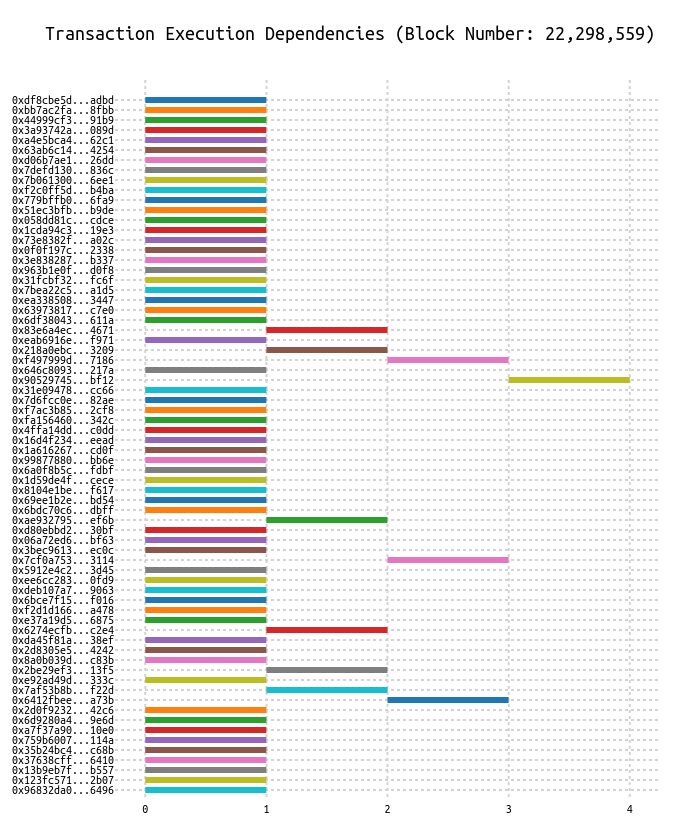 Transaction Execution Dependencies (Block Number: 22,298,559)
0xdf8cbe5d...adbd
0xbb7ac2fa...8fbb
0x44999cf3...91b9
0x3a93742a...089d
0xa4e5bca4...62c1
0x63ab6c14...4254
0xd06b7ae1...26dd
0x7defd130...836c
0x7b061300...6ee1
0xf2c0ff5d...b4ba
0x779bffb0...6fa9
0x51ec3bfb...b9de
0x058dd81c...cdce
0x1cda94c3...19e3
0x73e8382f...a02c
0x0f0f197c...2338
0x3e838287...b337
0x963b1e0f...d0f8
0x31fcbf32...fc6f
0x7bea22c5...a1d5
0xea338508...3447
0x63973817...c7e0
0x6df38043...611a
0x83e6a4ec...4671
0xeab6916e...f971
0x218a0ebc...3209
0xf497999d...7186
0x646c8093...217a
0x90529745...bf12
0x31e09478...cc66
0x7d6fcc0e...82ae
0xf7ac3b85...2cf8
0xfa156460...342c
0x4ffa14dd...c0dd
0x16d4f234...eead
0x1a616267...cd0f
0x99877880...bb6e
0x6a0f8b5c...fdbf
0x1d59de4f...cece
0x8104e1be...f617
0x69ee1b2e...bd54
0x6bdc70c6...dbff
0xae932795...ef6b
0xd80ebbd2...30bf
0x06a72ed6...bf63
0x3bec9613...ec0c
0x7cf0a753...3114
0x5912e4c2...3d45
0xee6cc283...0fd9
0xdeb107a7...9063
0x6bce7f15...f016
0xf2d1d166...a478
0xe37a19d5...6875
0x6274ecfb...c2e4
0xda45f81a...38ef
0x2d8305e5...4242
0x8a0b039d...c83b
0x2be29ef3...13f5
0xe92ad49d...333c
0x7af53b8b...f22d
0x6412fbee...a73b
0x2d0f9232...42c6
0x6d9280a4...9e6d
0xa7f37a90...10e0
0x759b6007...114a
0x35b24bc4...c68b
0x37638cff...6410
0x13b9eb7f...b557
0x123fc571...2b07
0x96832da0...6496
0 1 2 3 4